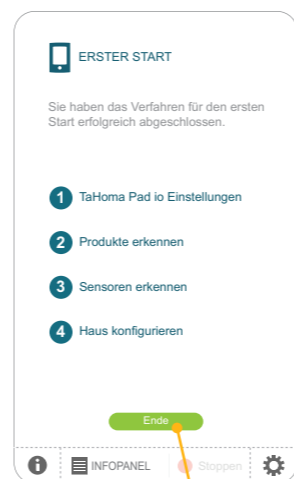 ERSTER START
Sie haben das Verfahren für den ersten
Start erfolgreich abgeschlossen.
1 TaHoma Pad io Einstellungen
2 Produkte erkennen
3 Sensoren erkennen
4 Haus konfigurieren
Ende
INFOPANEL Stoppen